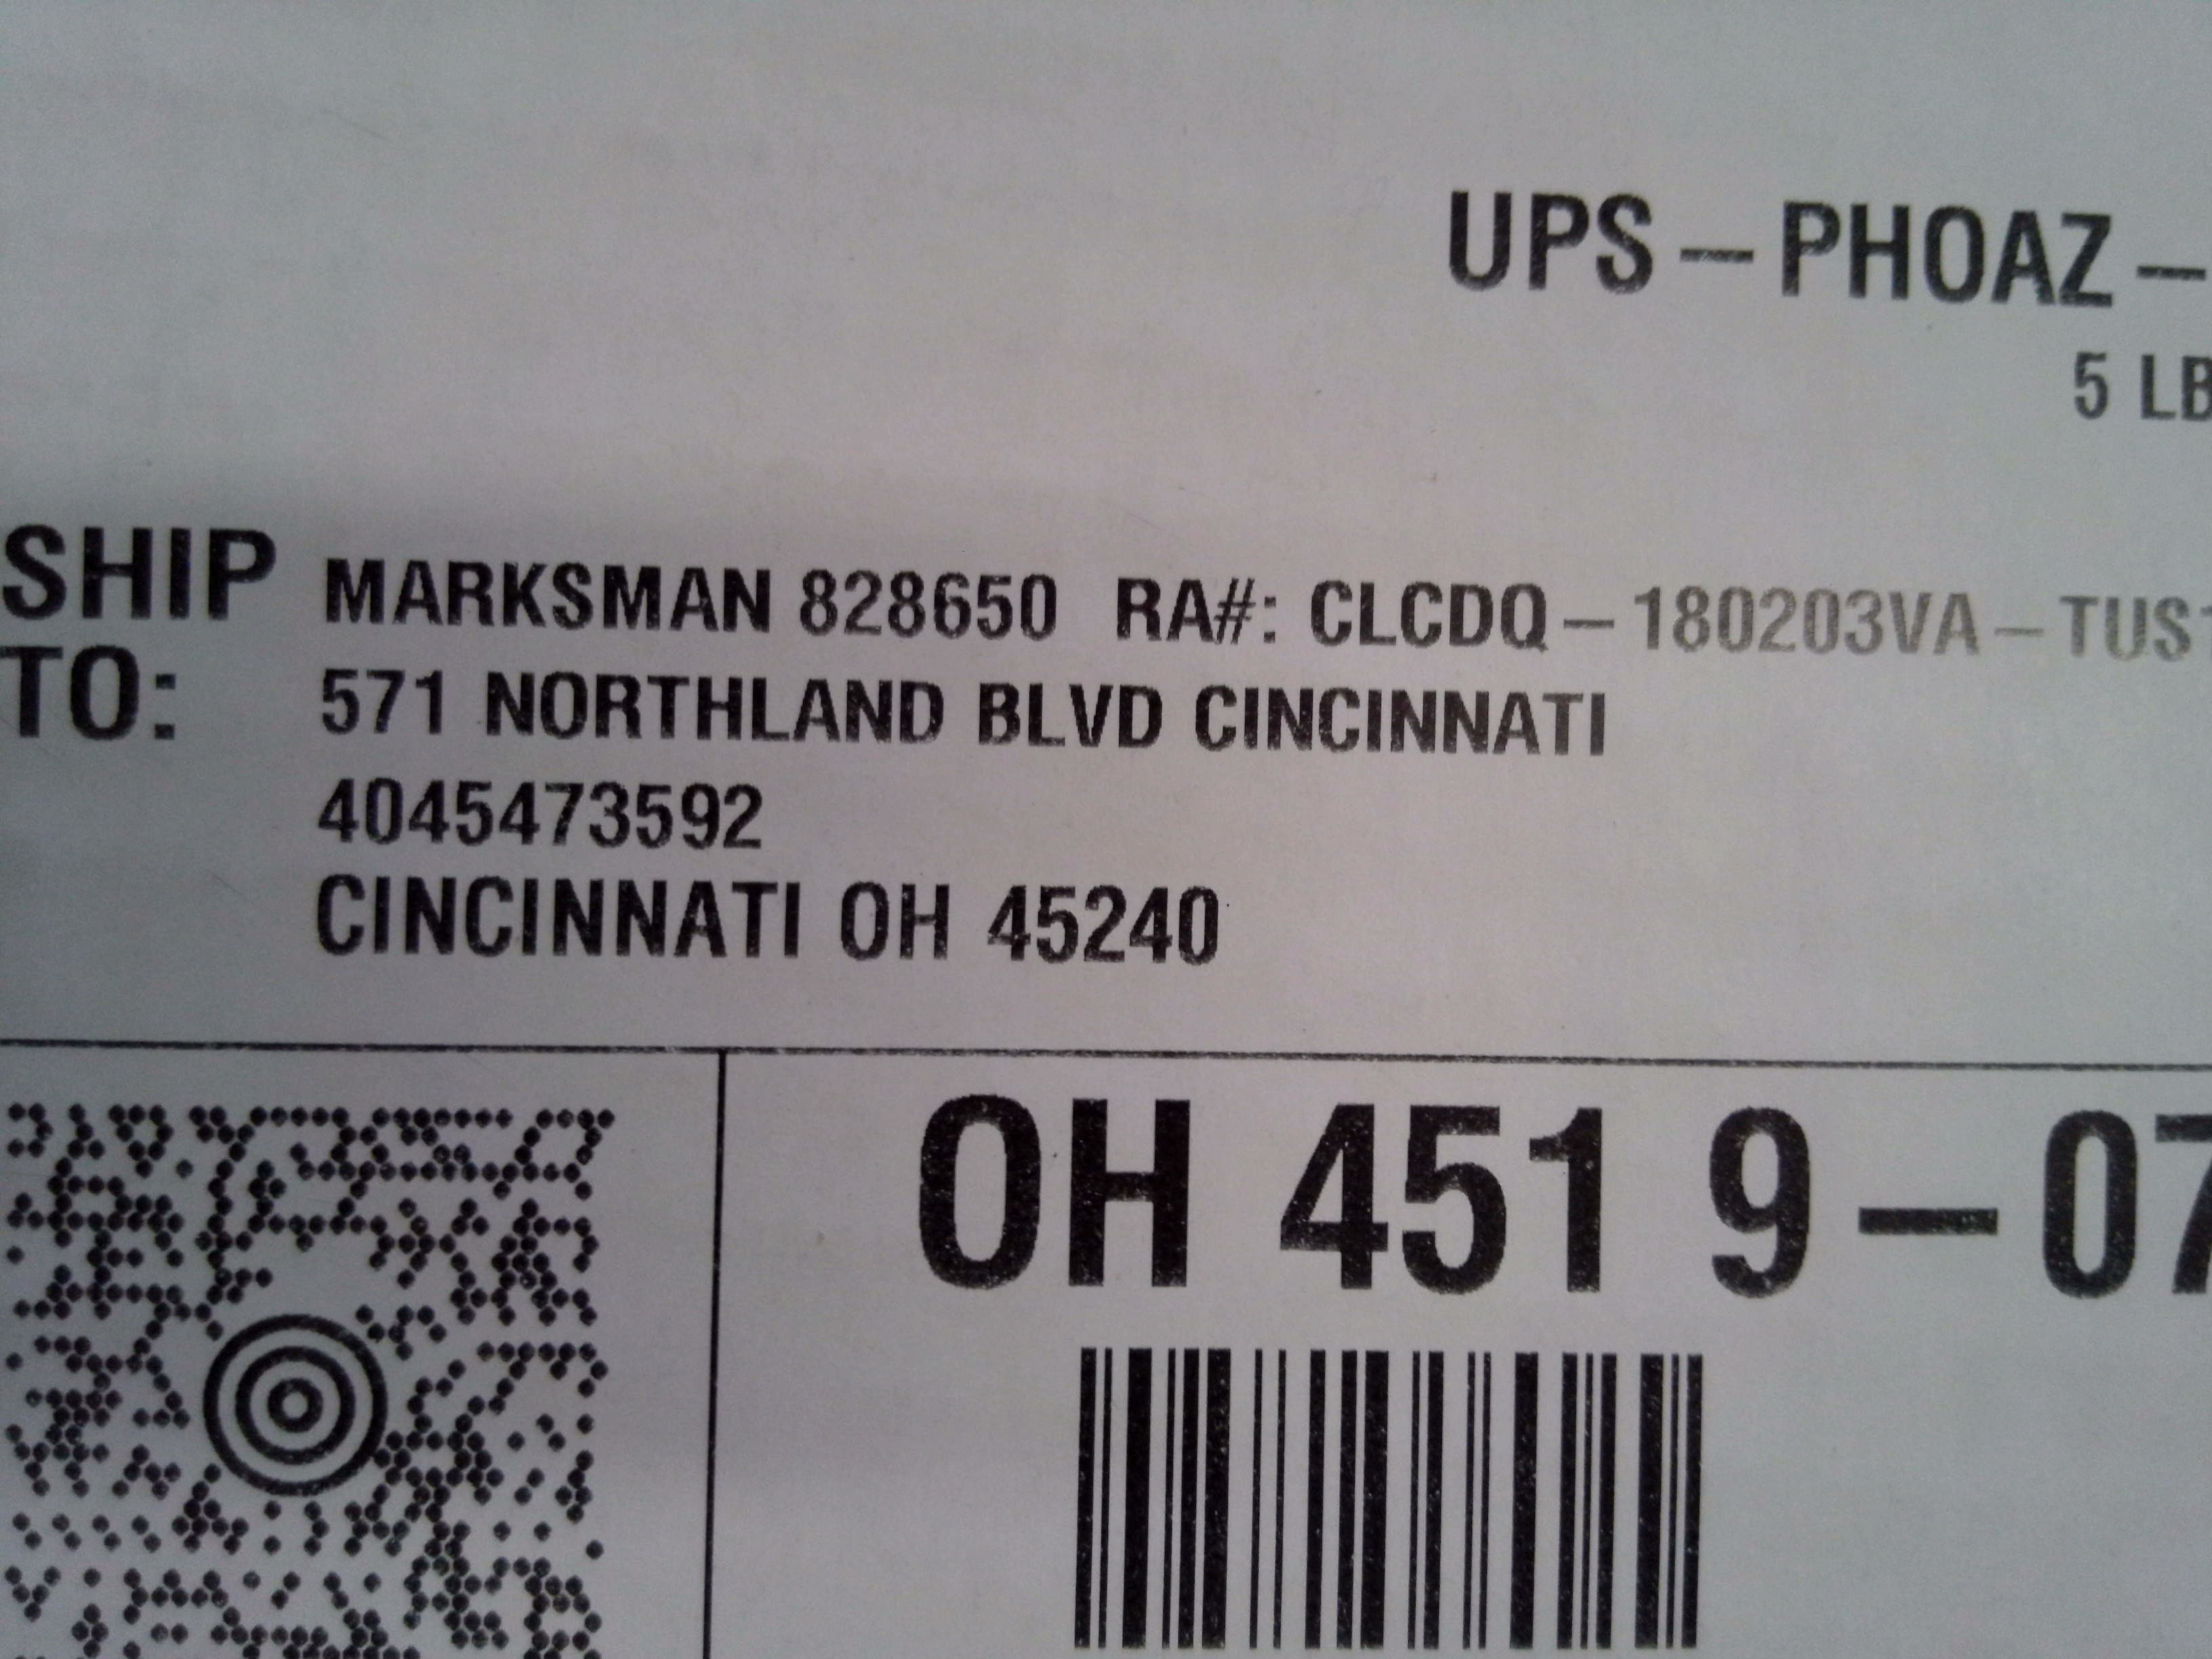 UPS-PHOAZ-
5 LB
SHIP TO:
MARKSMAN 828650 RA#: CLCDQ-180203VA-TUS
571 NORTHLAND BLVD CINCINNATI
4045473592
CINCINNATI OH 45240
OH 451 9-07